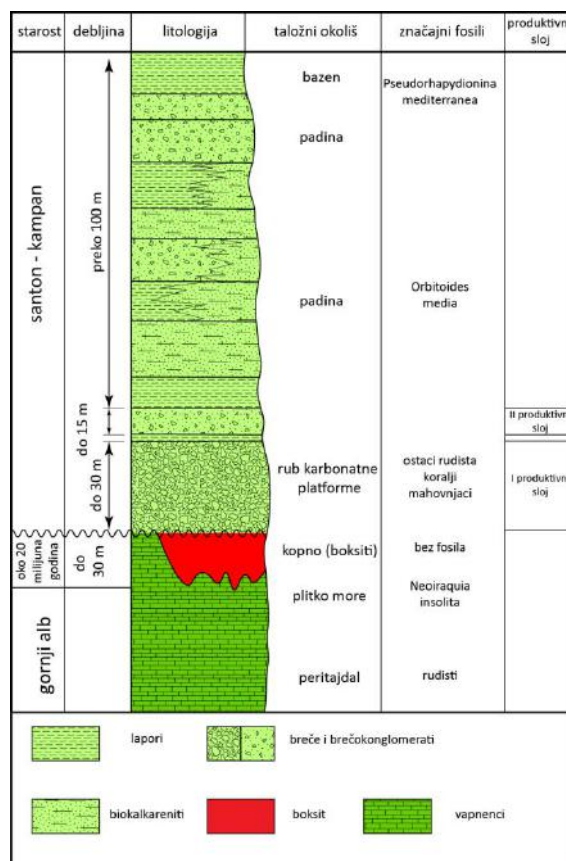 starost
debljina
litologija
taložni okoliš
značajni fosili
produktivni
sloj
santon - kampan
preko 100 m
bazen
Pseudorhapydionina
mediterranea
padina
padina
Orbitoides
media
do 15 m
II produktivni
sloj
do 30 m
rub karbonatne
platforme
ostaci rudista
koralji
mahovnjaci
I produktivni
sloj
oko 20
milijuna
godina
do
30 m
kopno (boksiti)
bez fosila
gornji alb
plitko more
Neoiraquia
insolita
peritajdal
rudisti
lapori
breče i brečokonglomerati
biokalkareniti
boksit
vapnenci